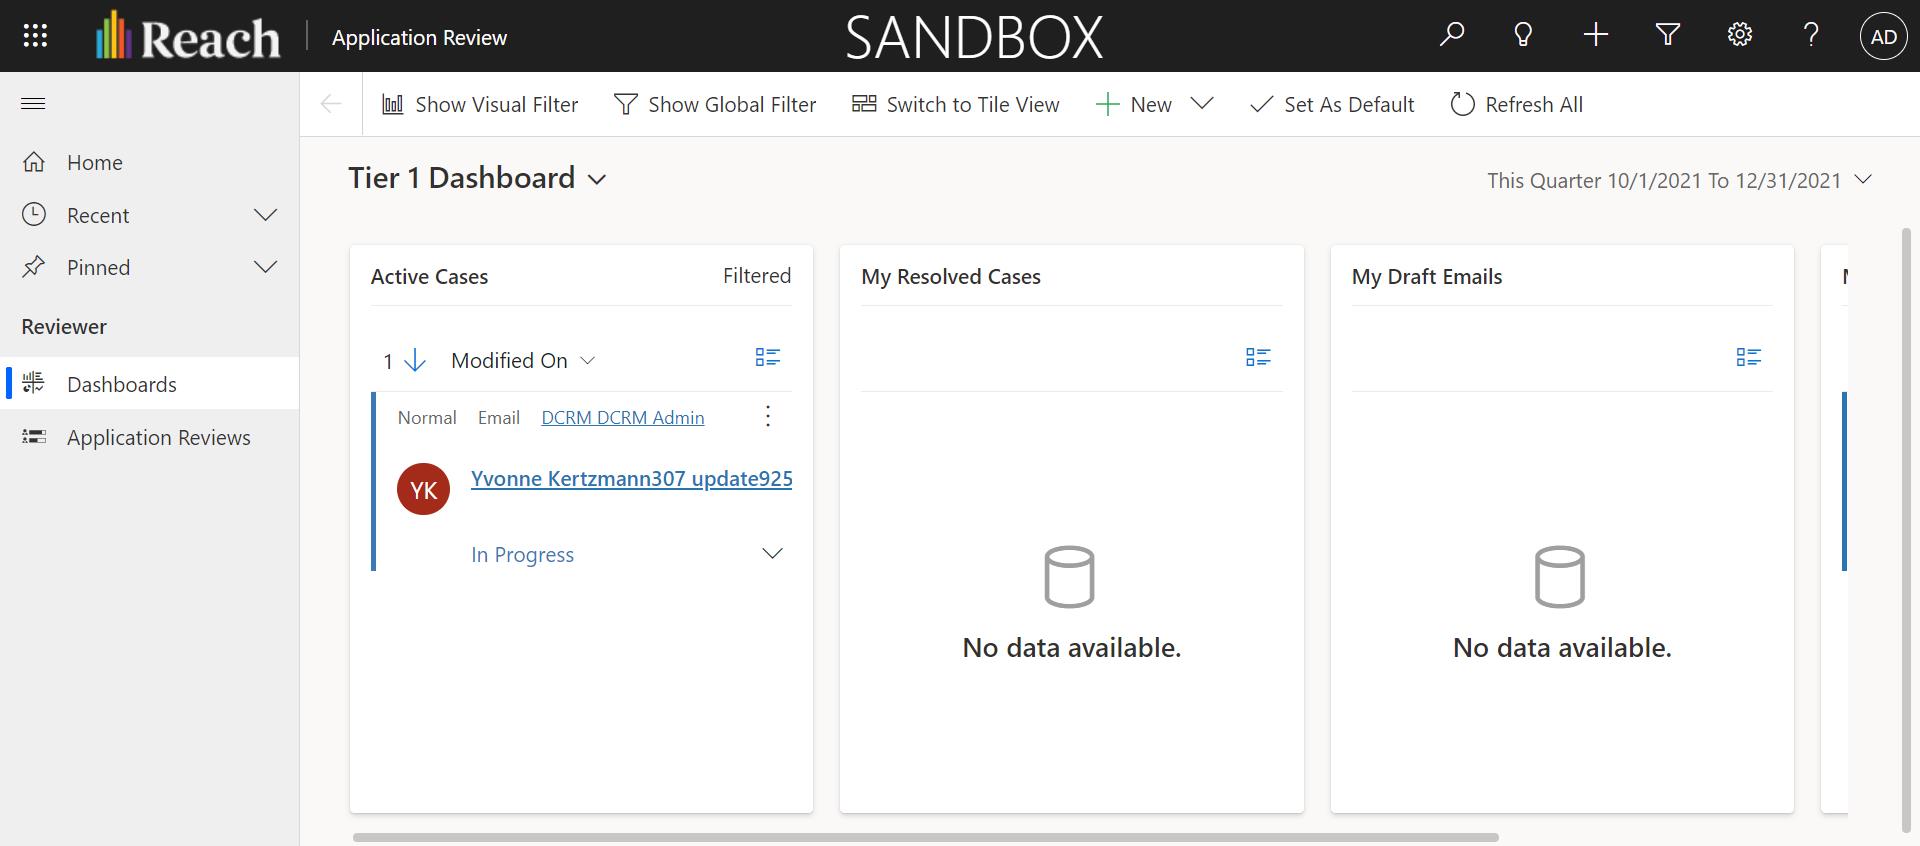 Reach
Application Review
SANDBOX
AD
Show Visual Filter
Show Global Filter
Switch to Tile View
New
Set As Default
Refresh All
Home
Recent
Pinned
Reviewer
Dashboards
Application Reviews
Tier 1 Dashboard
This Quarter 10/1/2021 To 12/31/2021
Active Cases
Filtered
1
Modified On
Normal Email DCRM DCRM Admin
YK
Yvonne Kertzmann307 update925
In Progress
My Resolved Cases
No data available.
My Draft Emails
No data available.